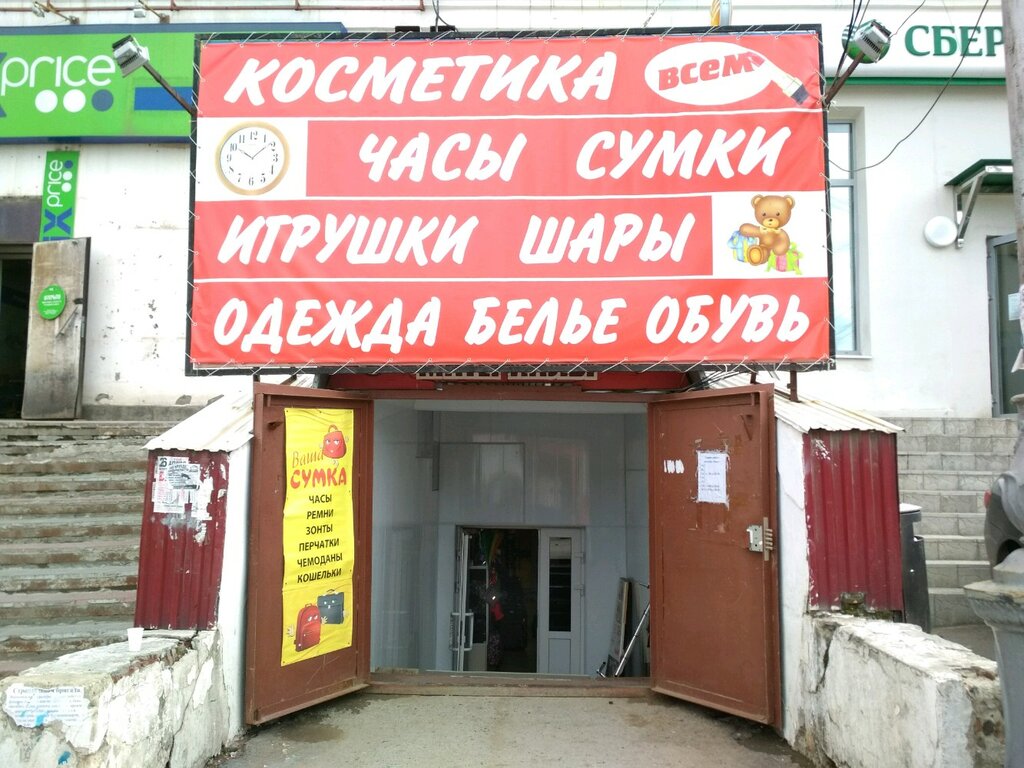 price
СБЕР
КОСМЕТИКА
всем
ЧАСЫ СУМКИ
ИГРУШКИ ШАРЫ
ОДЕЖДА БЕЛЬЕ ОБУВЬ
price
Ваша
СУМКА
ЧАСЫ
РЕМНИ
ЗОНТЫ
ПЕРЧАТКИ
ЧЕМОДАНЫ
КОШЕЛЬКИ